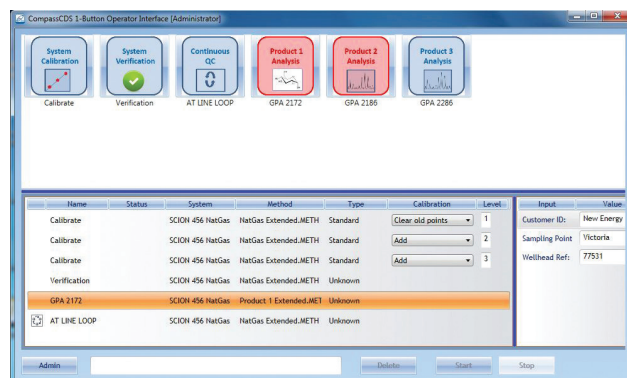 CompassCDS 1-Button Operator Interface [Administrator]
System Calibration
System Verification
Continuous QC
Product 1 Analysis
Product 2 Analysis
Product 3 Analysis
Calibrate
Verification
AT LINE LOOP
GPA 2172
GPA 2186
GPA 2286
Name Status System Method Type Calibration Level Input Value
Calibrate SCION 456 NatGas NatGas Extended.METH Standard Clear old points 1 Customer ID: New Energy
Calibrate SCION 456 NatGas NatGas Extended.METH Standard Add 2 Sampling Point Victoria
Calibrate SCION 456 NatGas NatGas Extended.METH Standard Add 3 Wellhead Ref: 77531
Verification SCION 456 NatGas NatGas Extended.METH Unknown
GPA 2172 SCION 456 NatGas Product 1 Extended.MET Unknown
AT LINE LOOP SCION 456 NatGas NatGas Extended.METH Unknown
Admin Delete Start Stop